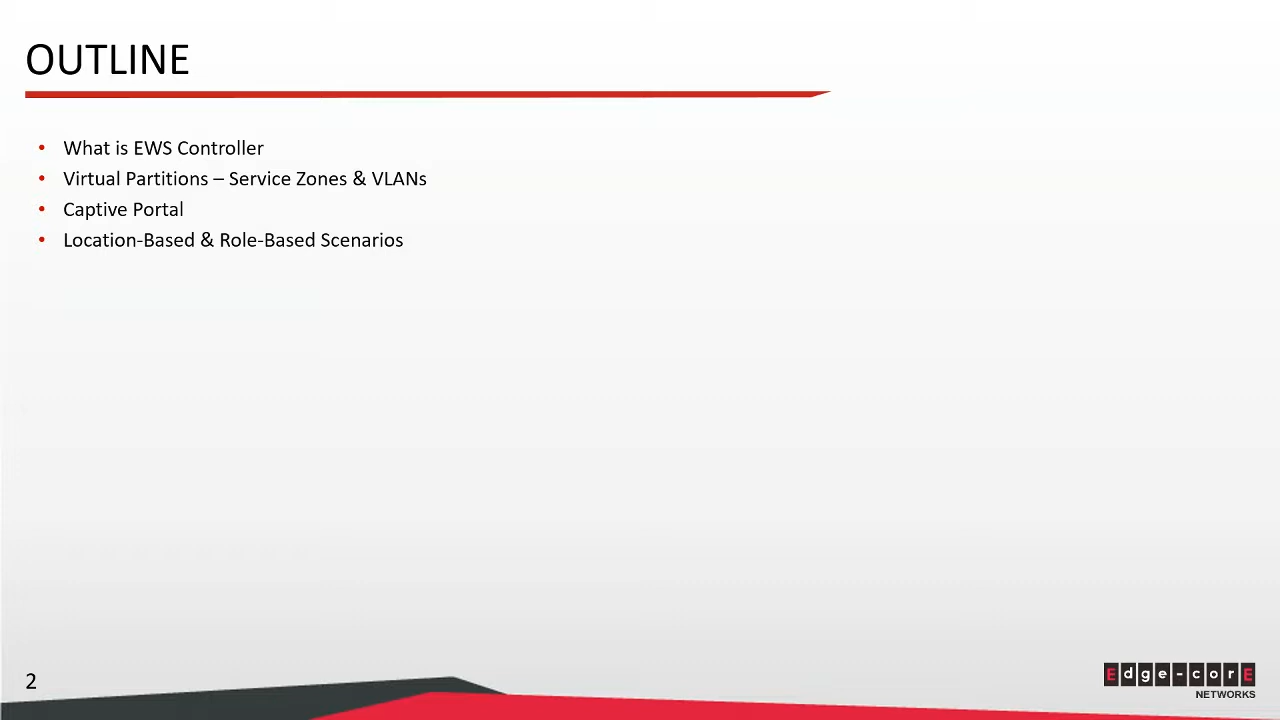 OUTLINE
• What is EWS Controller
• Virtual Partitions – Service Zones & VLANs
• Captive Portal
• Location-Based & Role-Based Scenarios
2
Edge-corE
NETWORKS